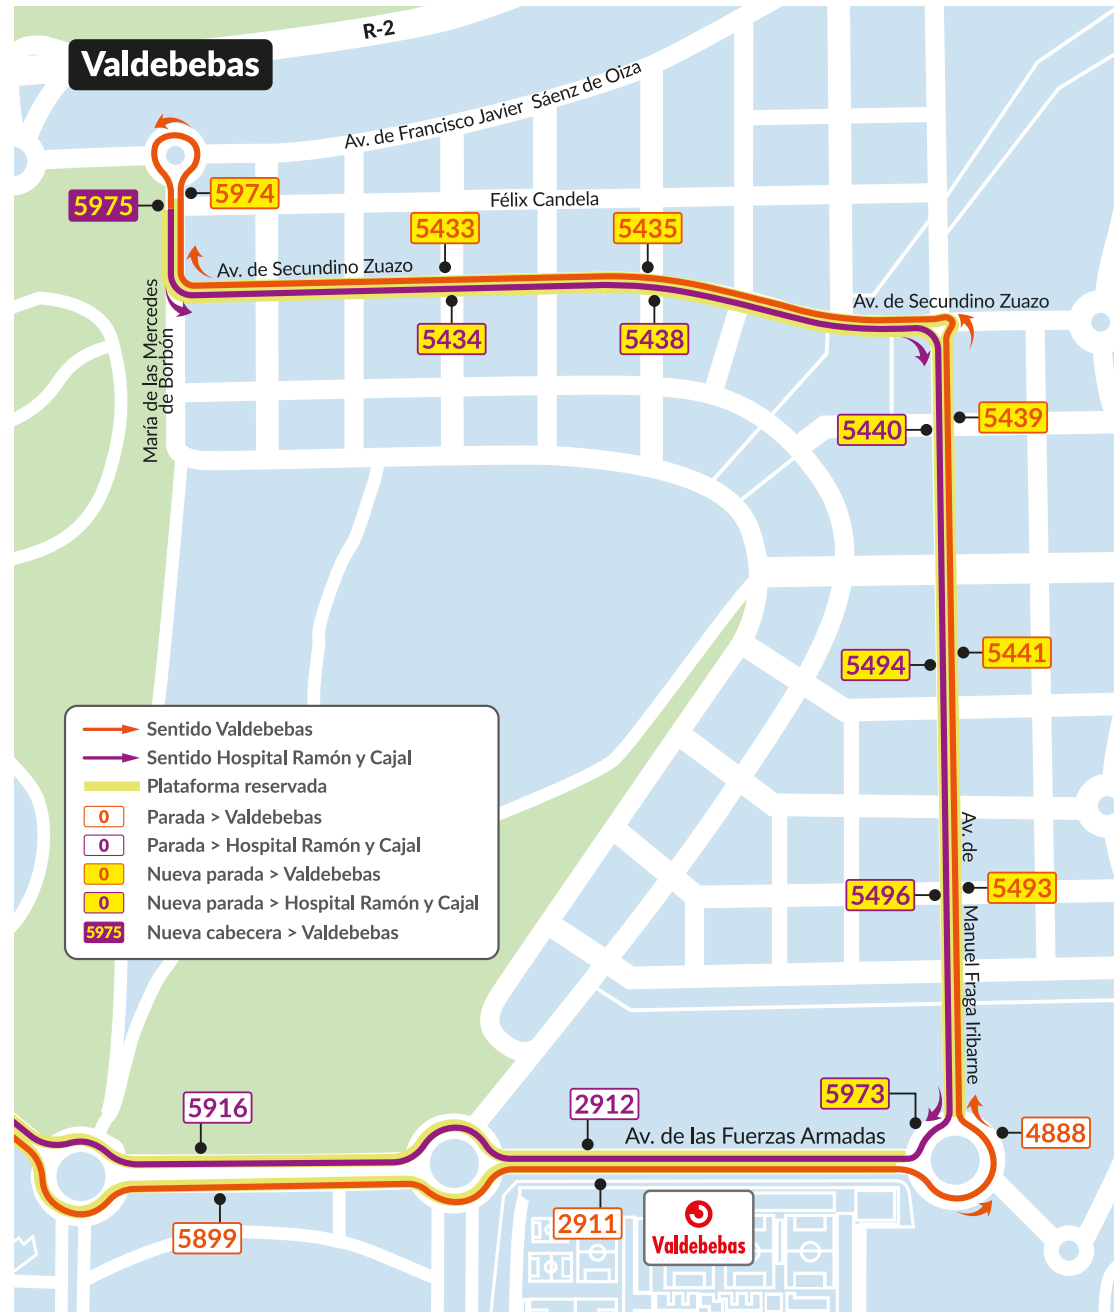 R-2
Valdebebas
Av. de Francisco Javier Sáenz de Oiza
5975
5974
Félix Candela
5433
5435
Av. de Secundino Zuazo
Av. de Secundino Zuazo
María de las Mercedes
de Borbón
5434
5438
5440
5439
5494
5441
Sentido Valdebebas
Sentido Hospital Ramón y Cajal
Plataforma reservada
0 Parada > Valdebebas
0 Parada > Hospital Ramón y Cajal
0 Nueva parada > Valdebebas
0 Nueva parada > Hospital Ramón y Cajal
5975 Nueva cabecera > Valdebebas
Av. de Manuel Fraga Iribarne
5496
5493
5916
2912
5973
4888
Av. de las Fuerzas Armadas
5899
2911
Valdebebas